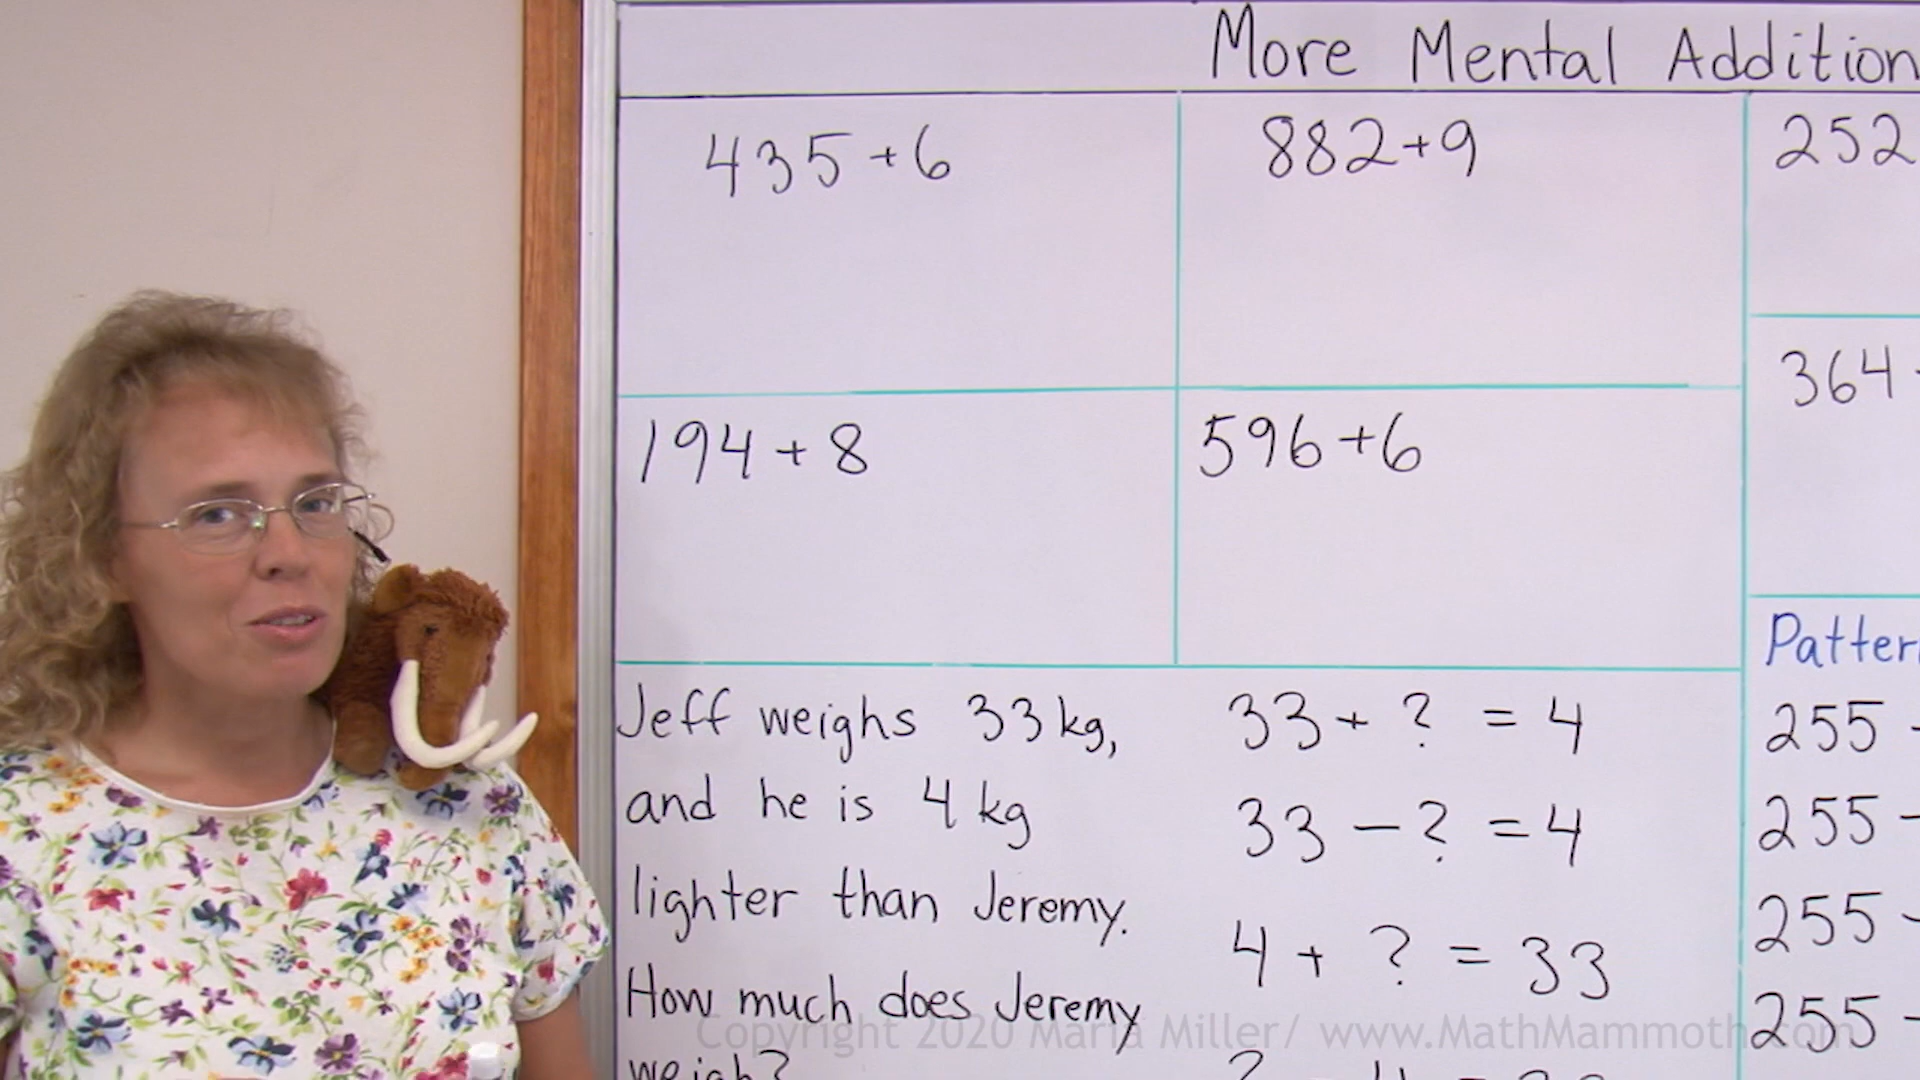 More Mental Addition
435+6
882+9
252
194+8
596+6
364
Jeff weighs 33 kg,
and he is 4 kg
lighter than Jeremy.
How much does Jeremy
weigh?
33+ ? = 4
33 - ? = 4
4 + ? = 33
255 -
255 -
255 -
255 -
Copyright 2020 Maria Miller/ www.MathMammoth.com